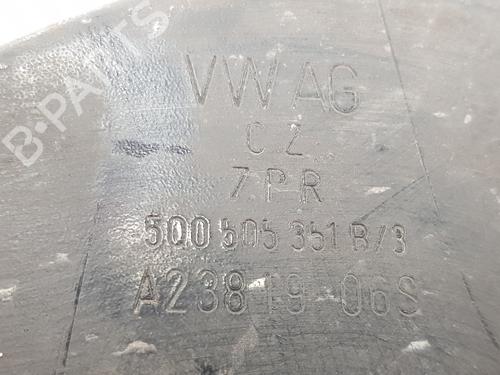 B-PARTS
VW AG
CZ
7PR
5Q0 505 351 B/3
A238 19 06S